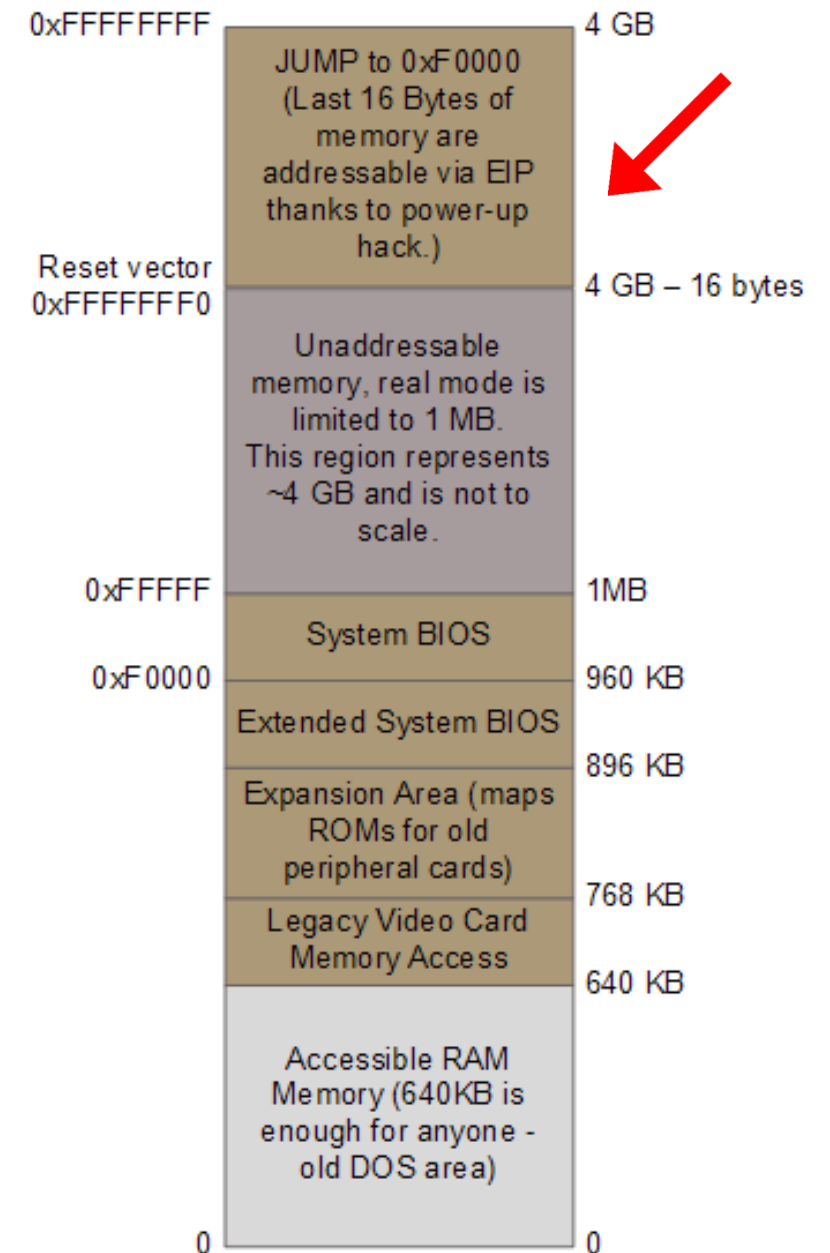 0xFFFFFFFF
4 GB
JUMP to 0xF0000
(Last 16 Bytes of
memory are
addressable via EIP
thanks to power-up
hack.)
Reset vector
0xFFFFFFF0
4 GB – 16 bytes
Unaddressable
memory, real mode is
limited to 1 MB.
This region represents
~4 GB and is not to
scale.
0xFFFFF
1MB
System BIOS
0xF0000
960 KB
Extended System BIOS
896 KB
Expansion Area (maps
ROMs for old
peripheral cards)
768 KB
Legacy Video Card
Memory Access
640 KB
Accessible RAM
Memory (640KB is
enough for anyone -
old DOS area)
0
0